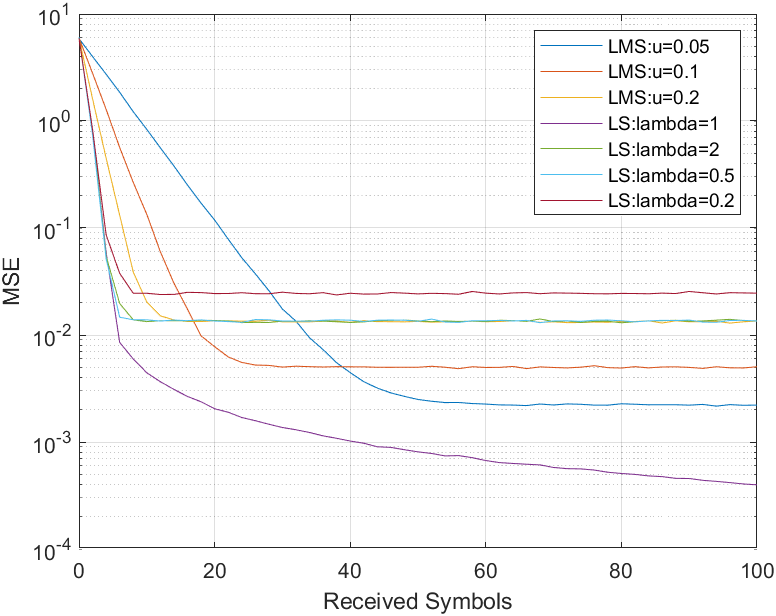 10^1
10^0
10^-1
10^-2
10^-3
10^-4
MSE
LMS:u=0.05
LMS:u=0.1
LMS:u=0.2
LS:lambda=1
LS:lambda=2
LS:lambda=0.5
LS:lambda=0.2
0 20 40 60 80 100
Received Symbols